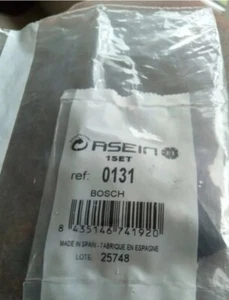 ASEIN
1SET
ref: 0131
BOSCH
8 435146 741920
MADE IN SPAIN - FABRIQUE EN ESPAGNE
LOTE: 25748